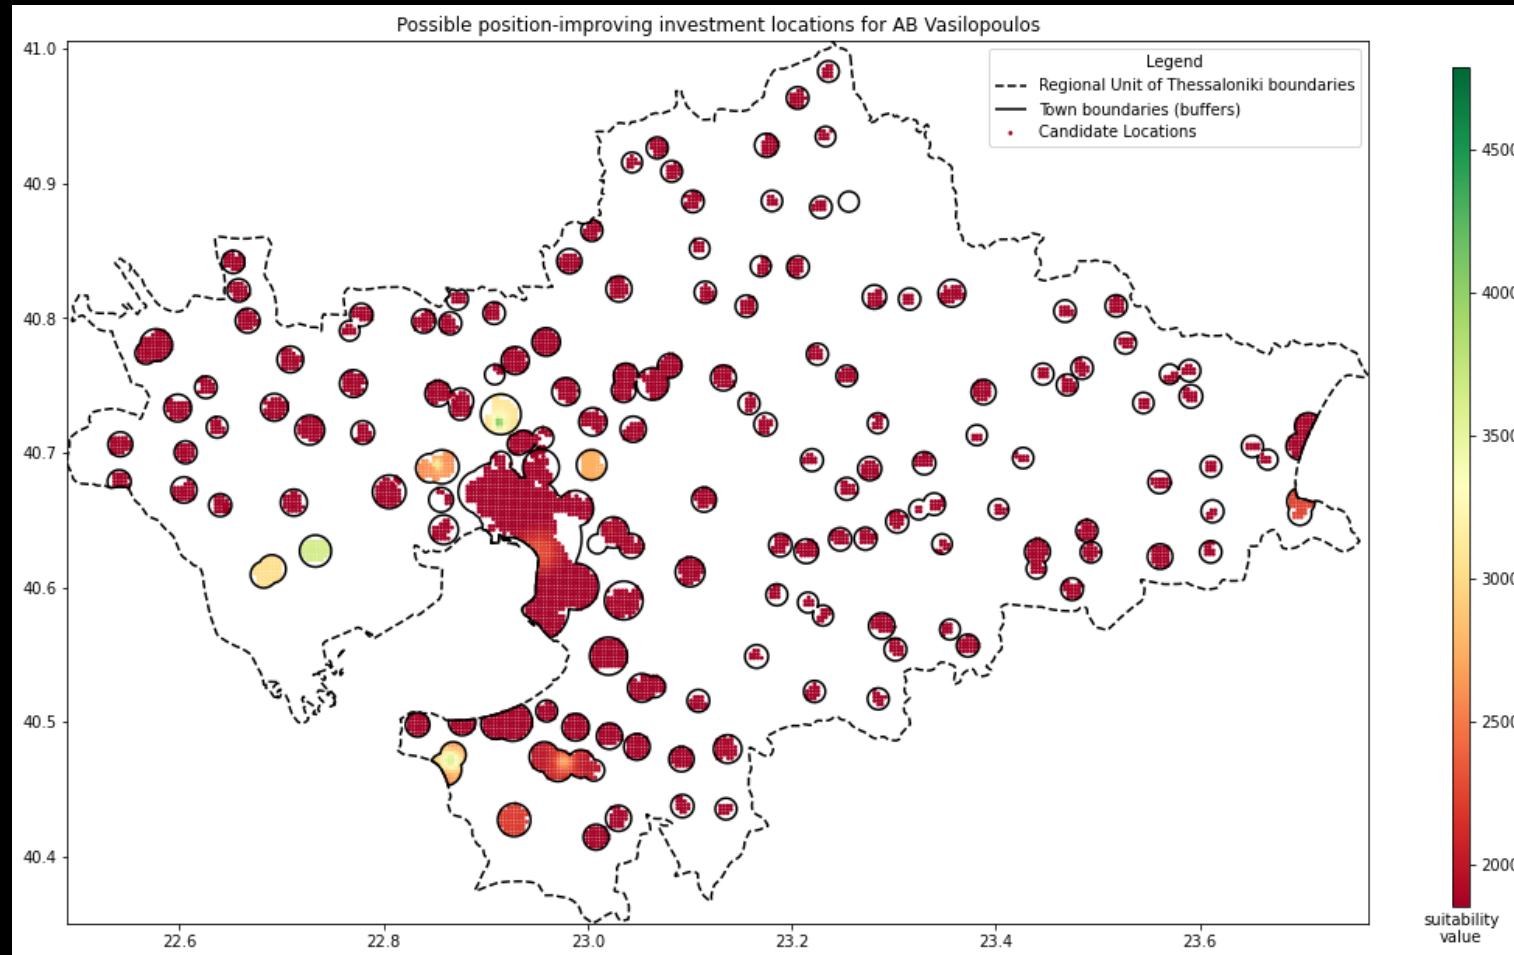 Possible position-improving investment locations for AB Vasilopoulos
Legend
Regional Unit of Thessaloniki boundaries
Town boundaries (buffers)
Candidate Locations
41.0
40.9
40.8
40.7
40.6
40.5
40.4
22.6 22.8 23.0 23.2 23.4 23.6
4500
4000
3500
3000
2500
2000
suitability
value